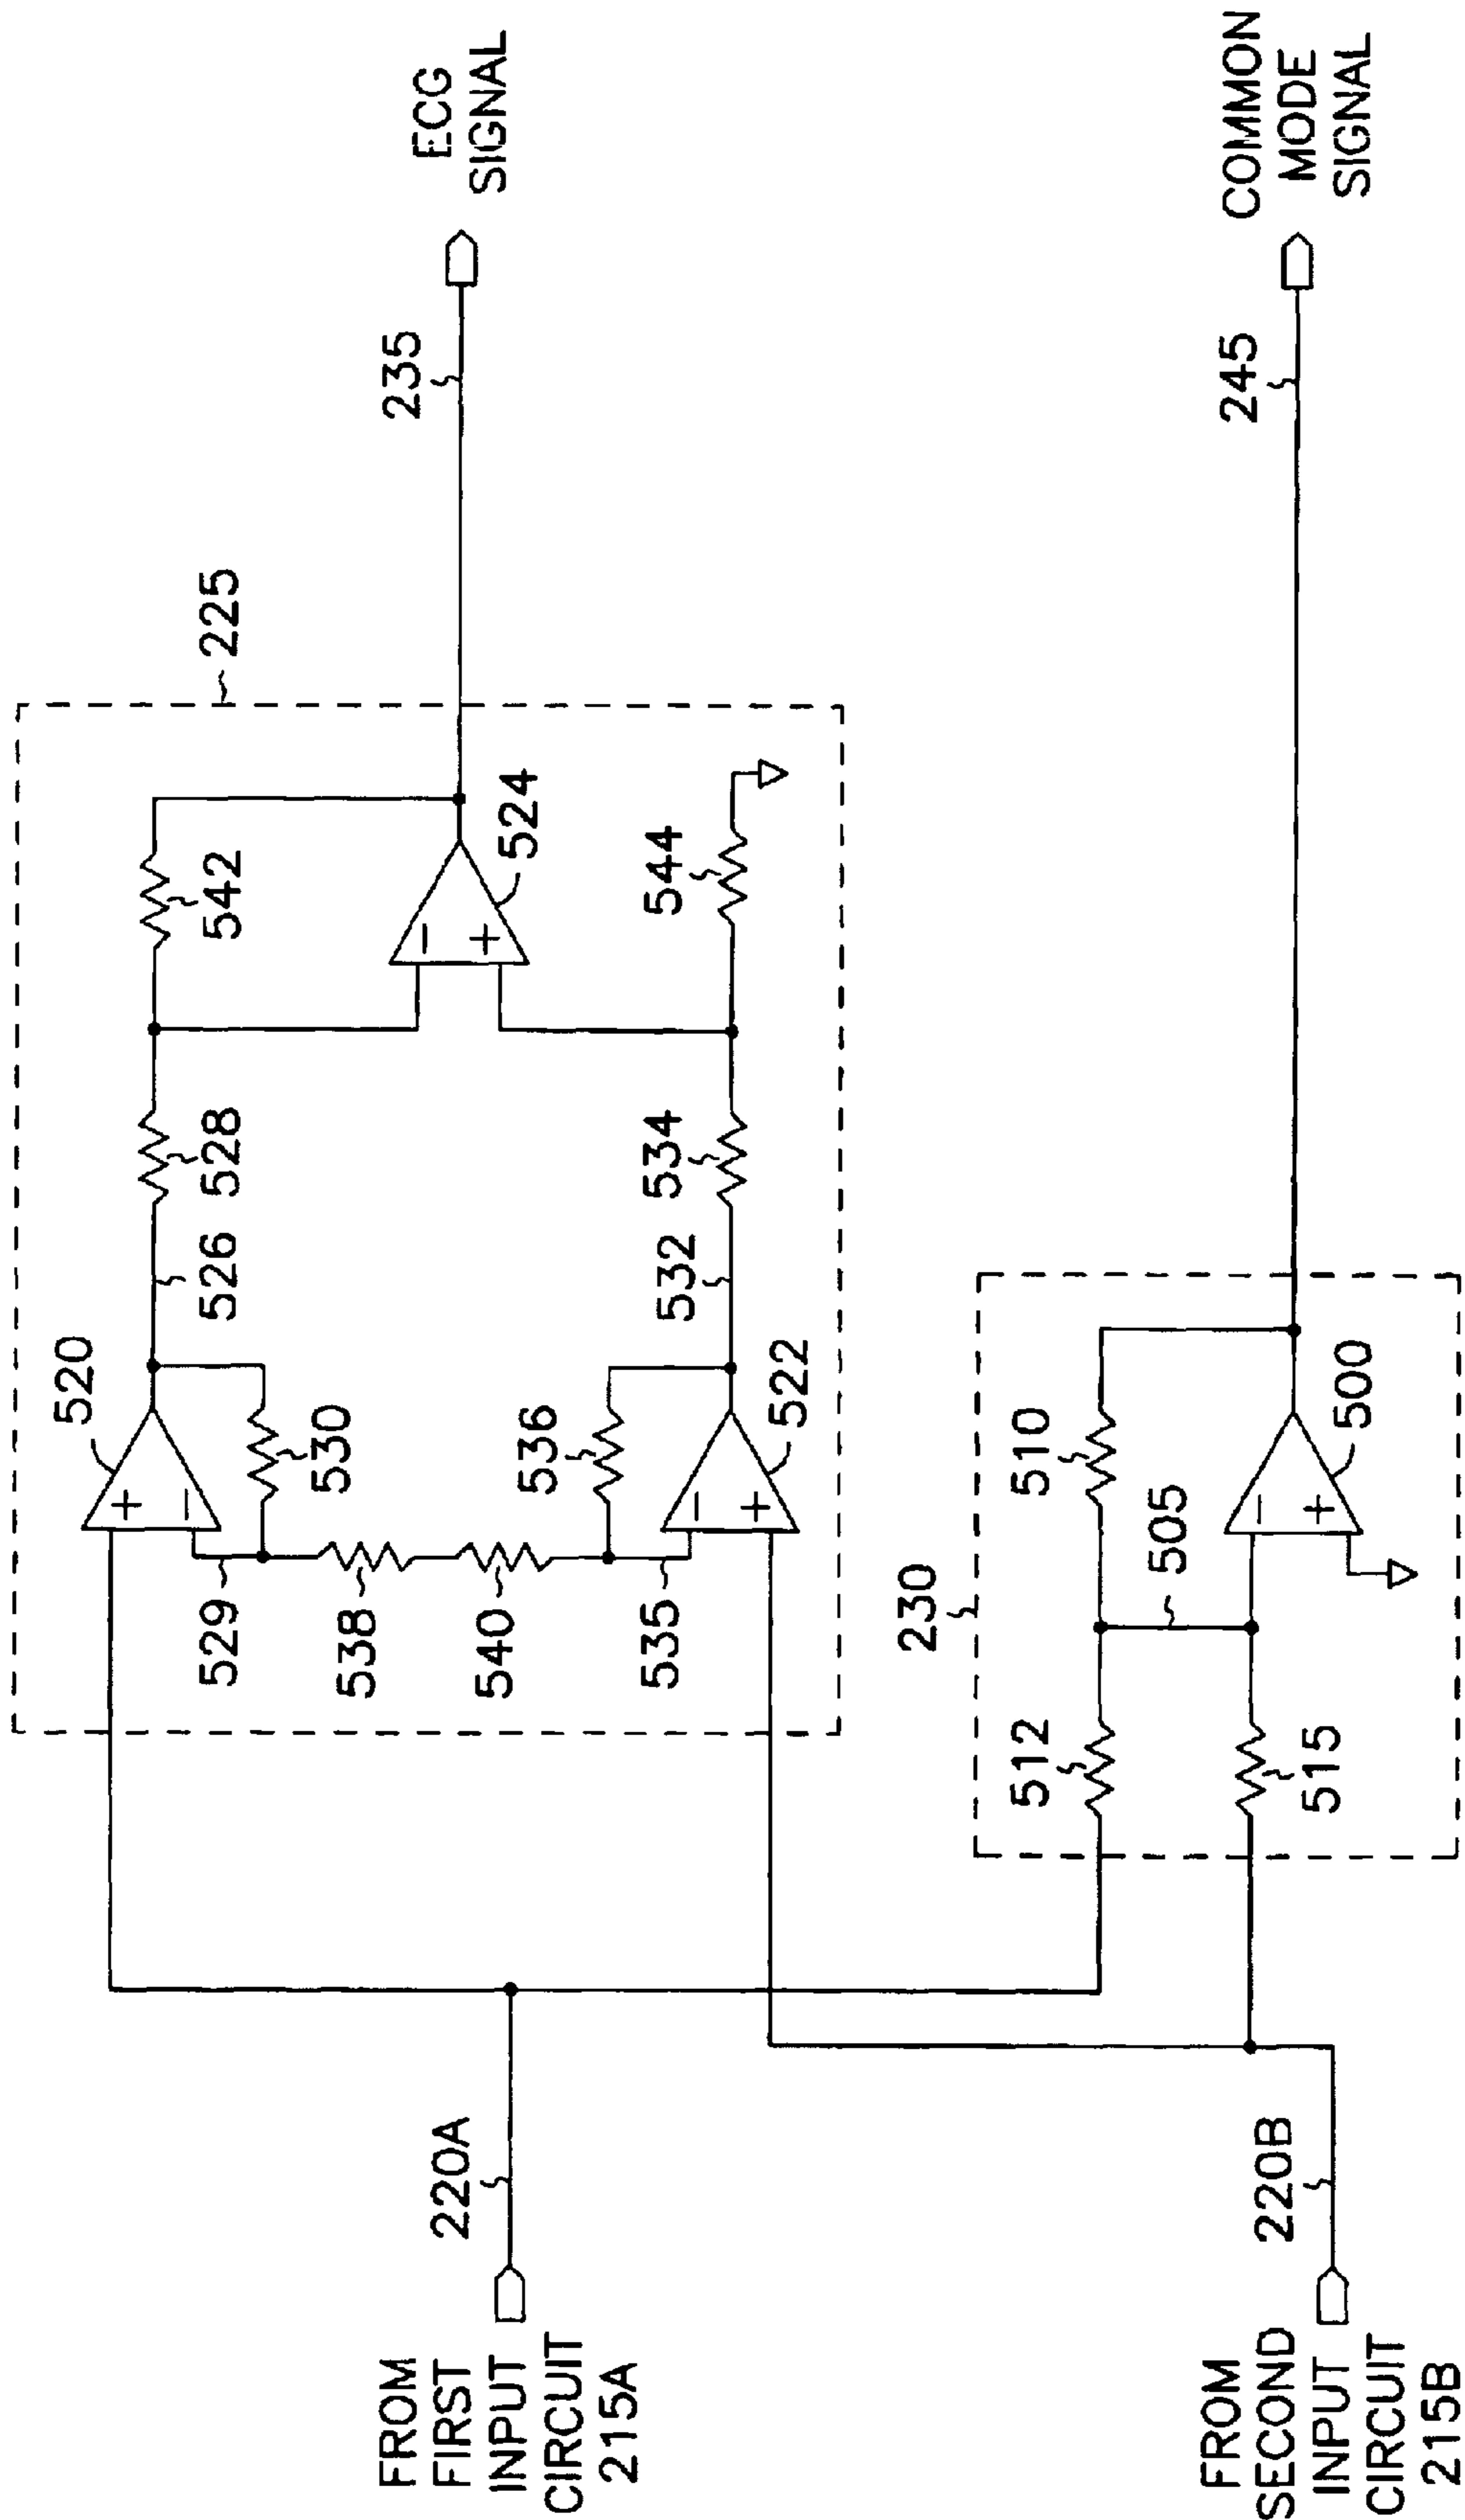 520
526
528
542
225
529
530
538
540
536
535
522
532
534
544
524
235
ECG
SIGNAL
220A
FROM
FIRST
INPUT
CIRCUIT
215A
230
512
510
505
515
500
245
COMMON
MODE
SIGNAL
220B
FROM
SECOND
INPUT
CIRCUIT
215B